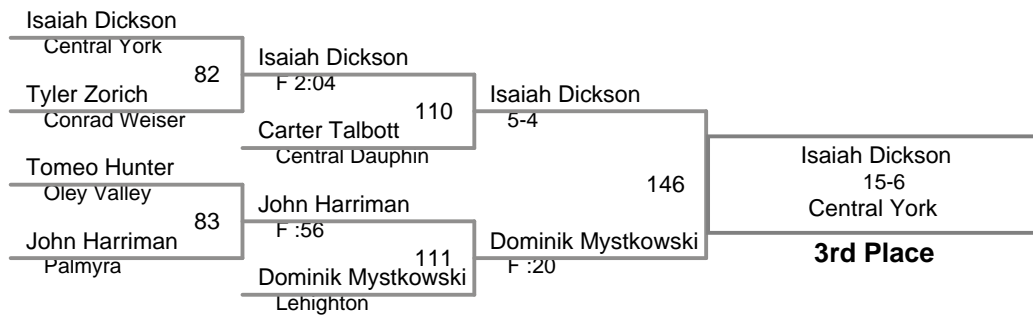 Isaiah Dickson
Central York
82
Tyler Zorich
Conrad Weiser
Tomeo Hunter
Oley Valley
83
John Harriman
Palmyra
Isaiah Dickson
F 2:04
110
Carter Talbott
Central Dauphin
John Harriman
F :56
111
Dominik Mystkowski
Lehighton
Isaiah Dickson
5-4
146
Dominik Mystkowski
F :20
Isaiah Dickson
15-6
Central York
3rd Place